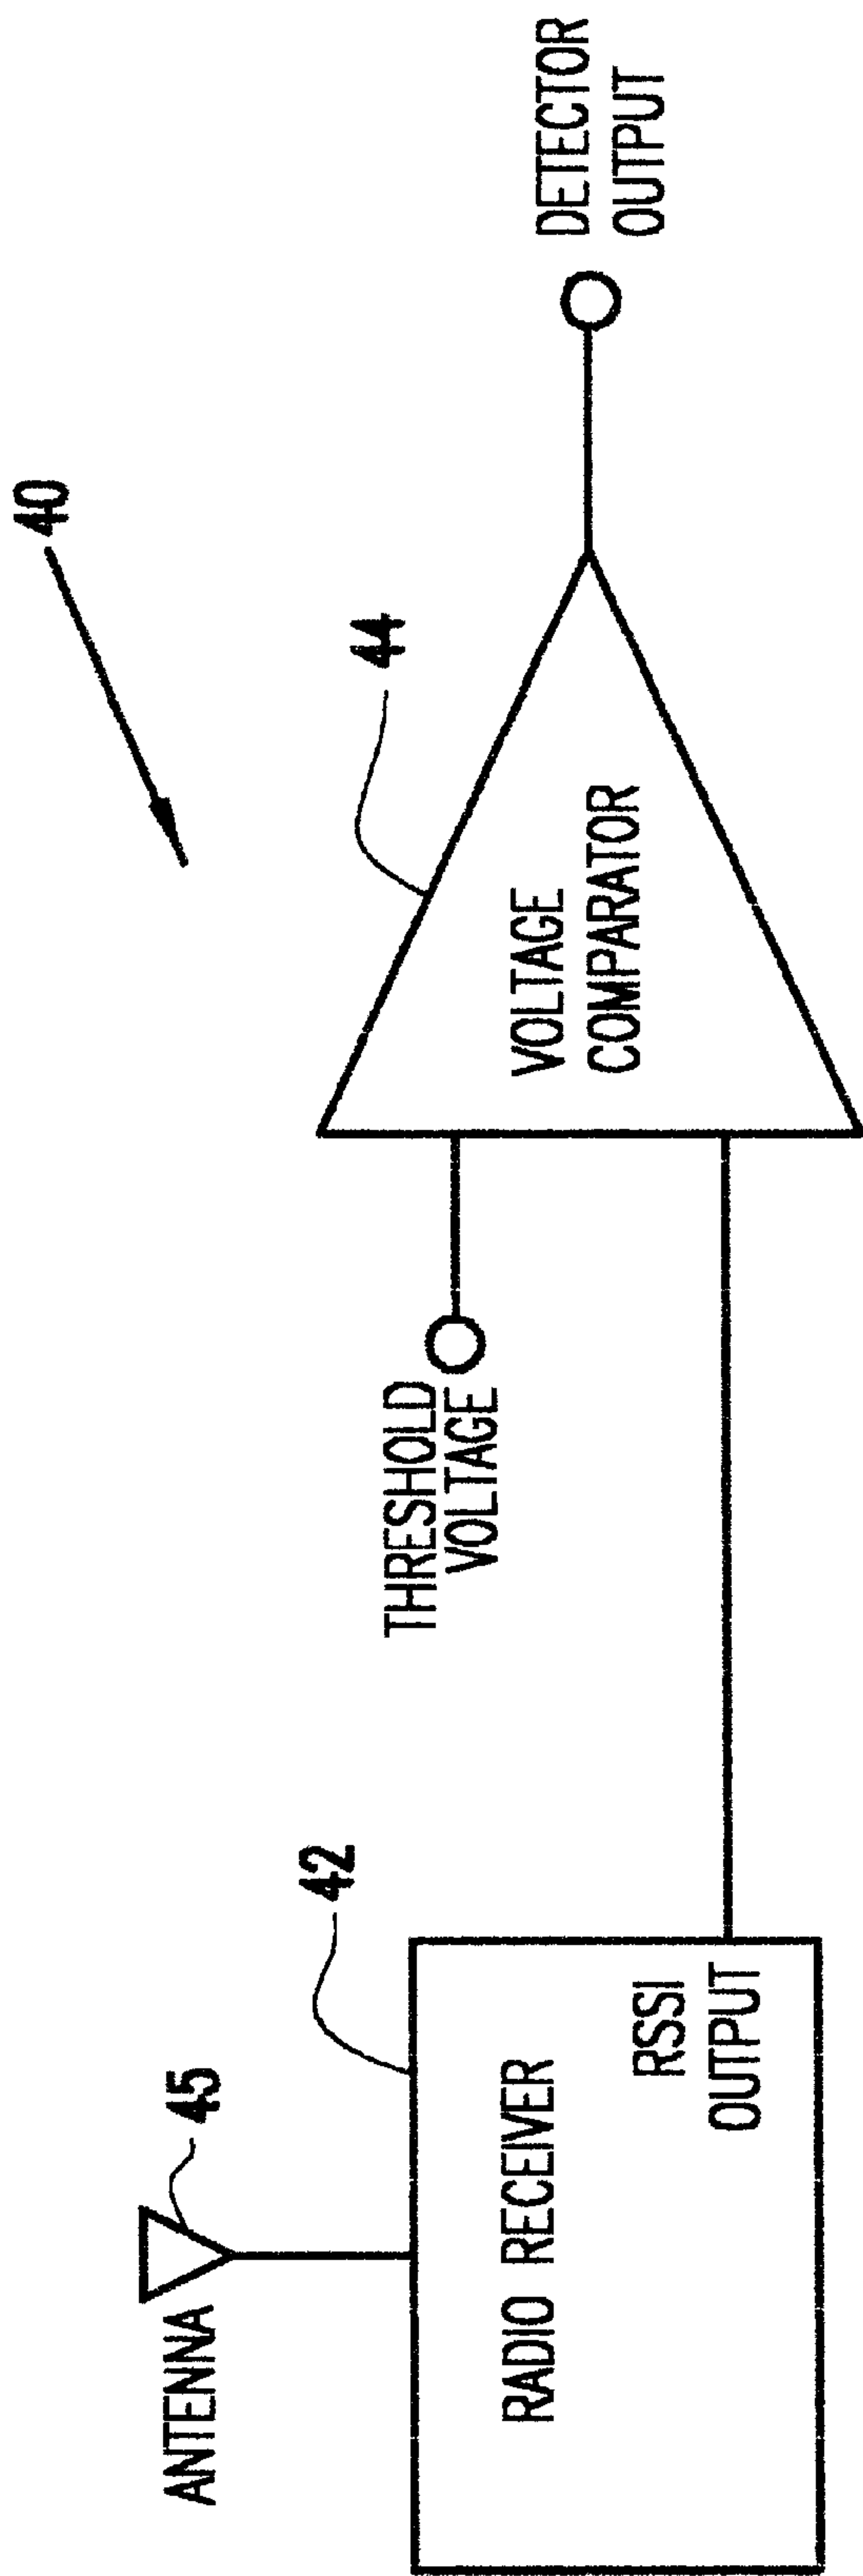 40
ANTENNA
45
42
RADIO RECEIVER
RSSI
OUTPUT
THRESHOLD
VOLTAGE
44
VOLTAGE
COMPARATOR
DETECTOR
OUTPUT